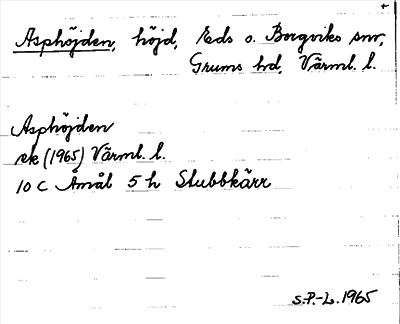 Asphöjden, höjd, Eds o. Borgviks snr,
Grums hd, Värml. l.
Asphöjden
ek (1965) Värml. l.
10 C Åmål 5 h Stubbkärr
S.P.-L. 1965